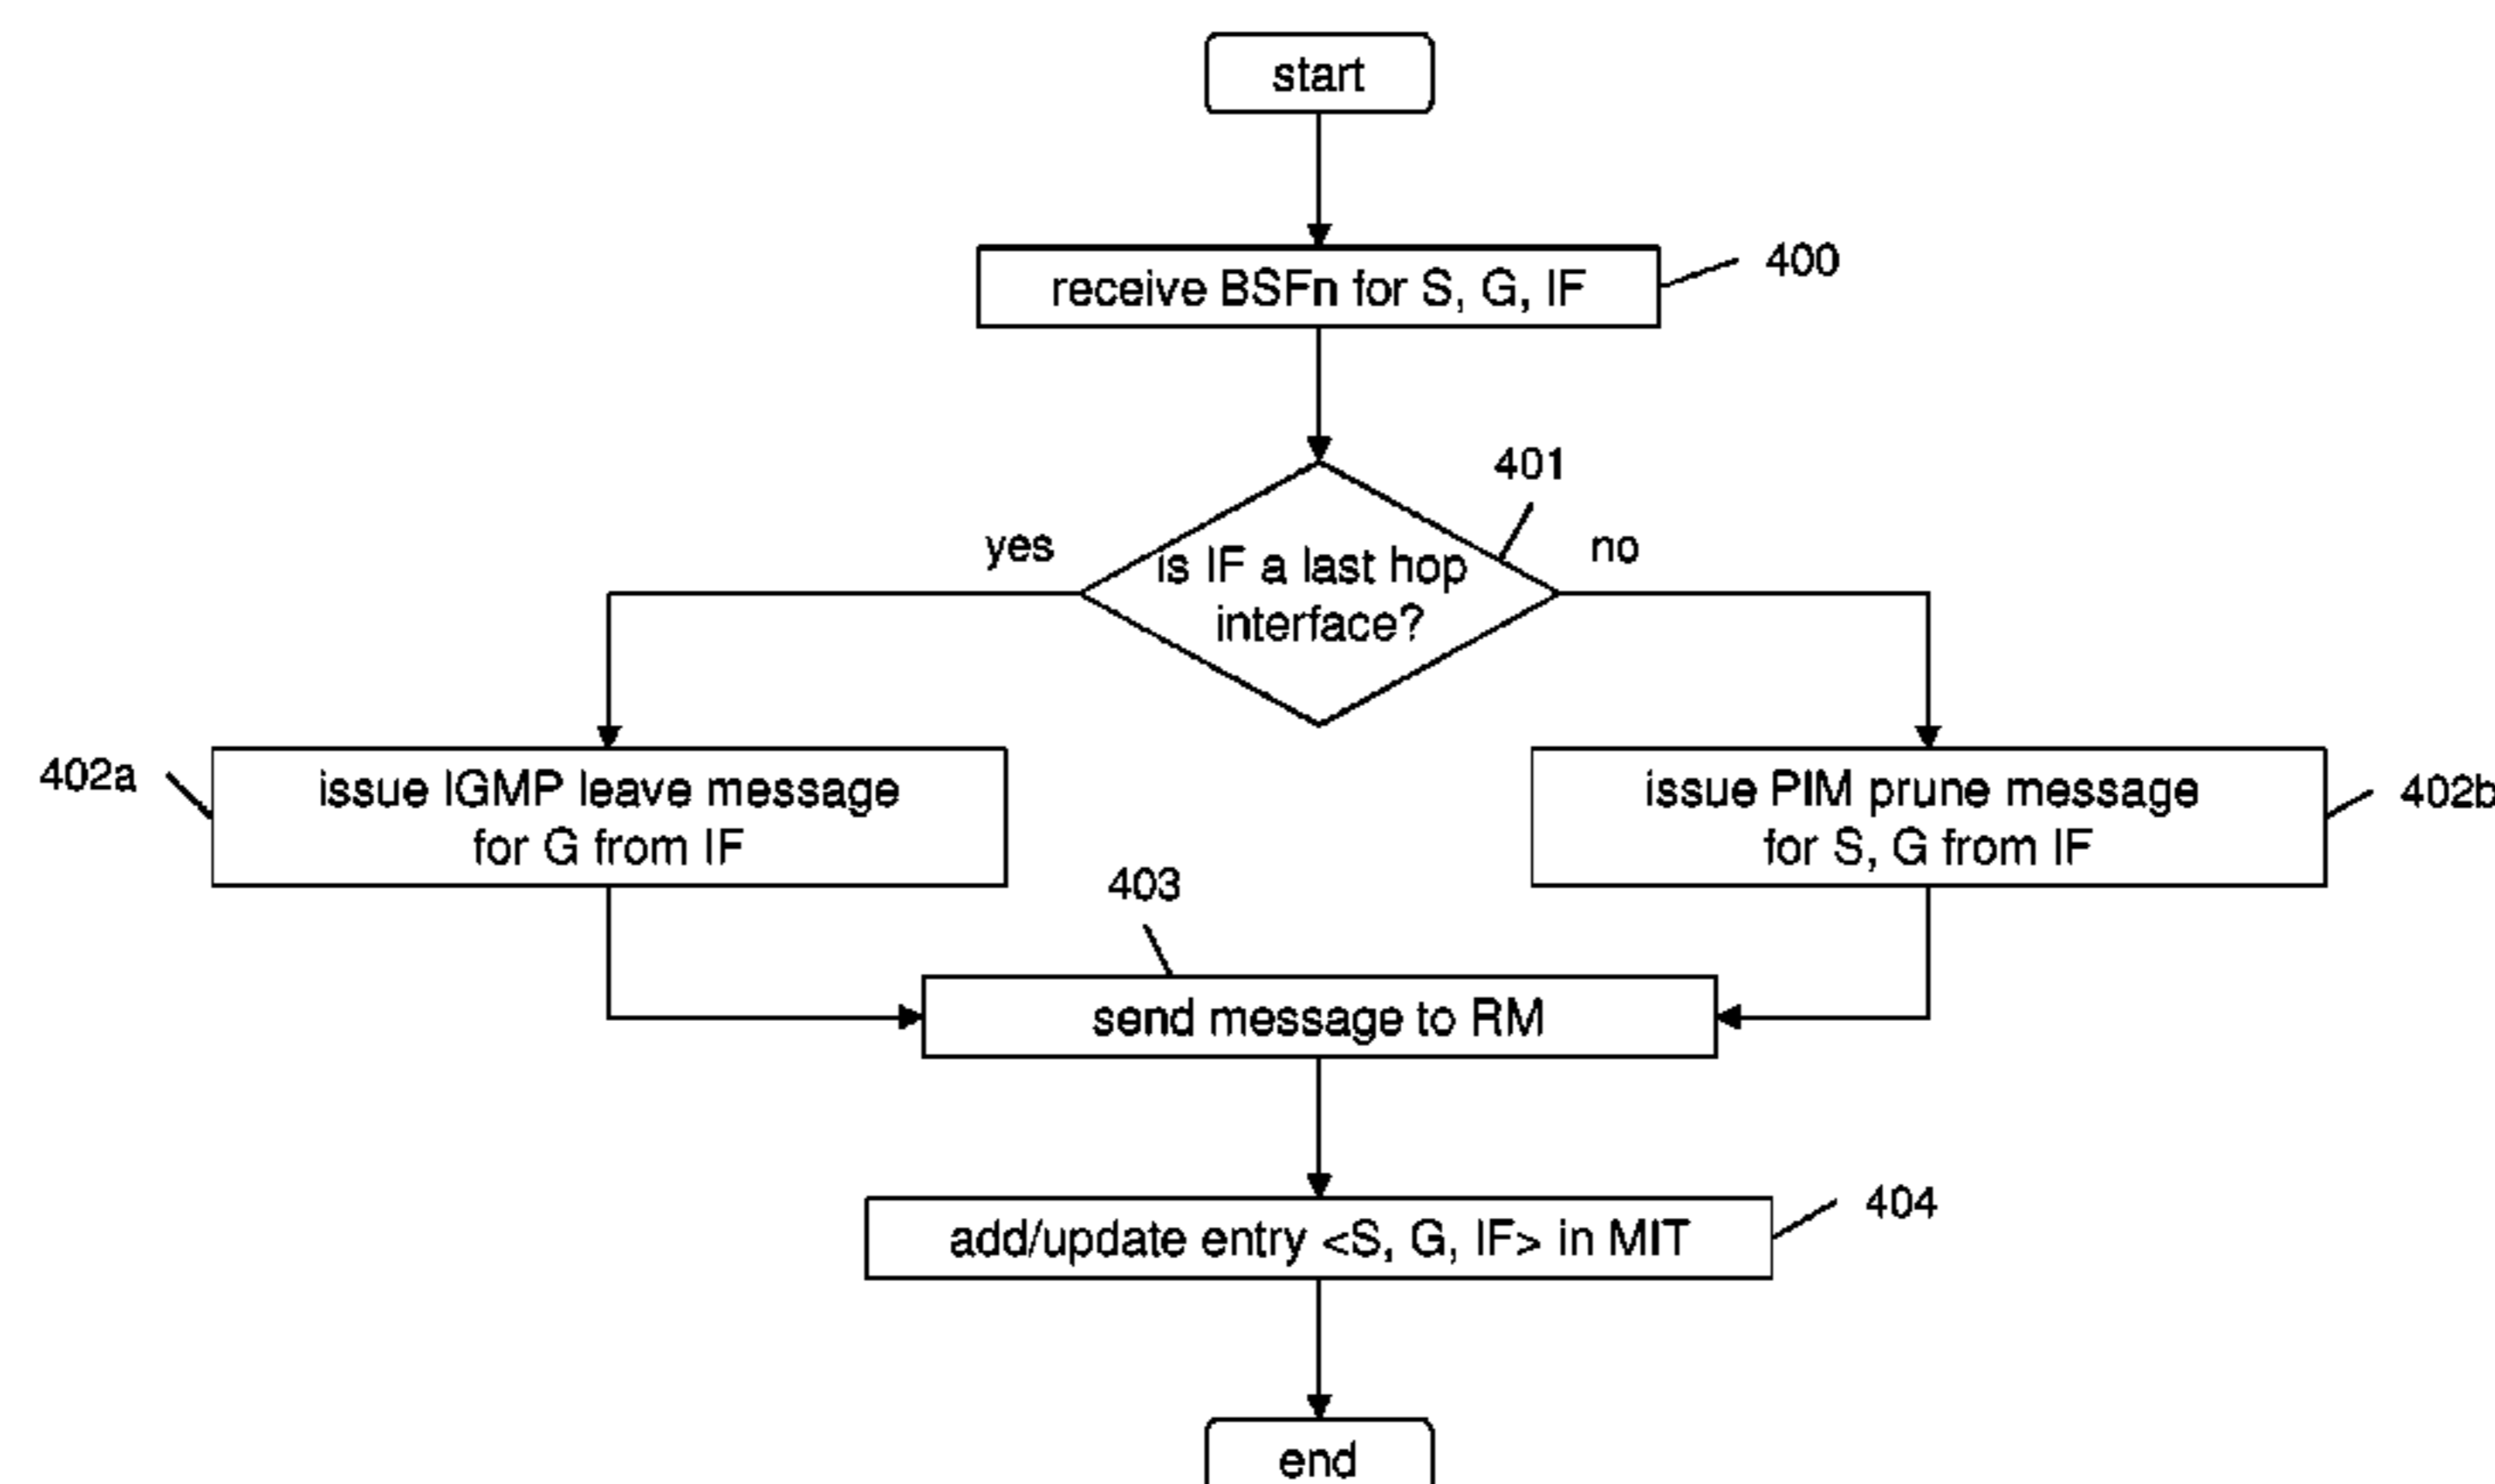 start
receive BSFn for S, G, IF
400
401
yes
is IF a last hop
interface?
no
402a
issue IGMP leave message
for G from IF
issue PIM prune message
for S, G from IF
402b
403
send message to RM
add/update entry <S, G, IF> in MIT
404
end